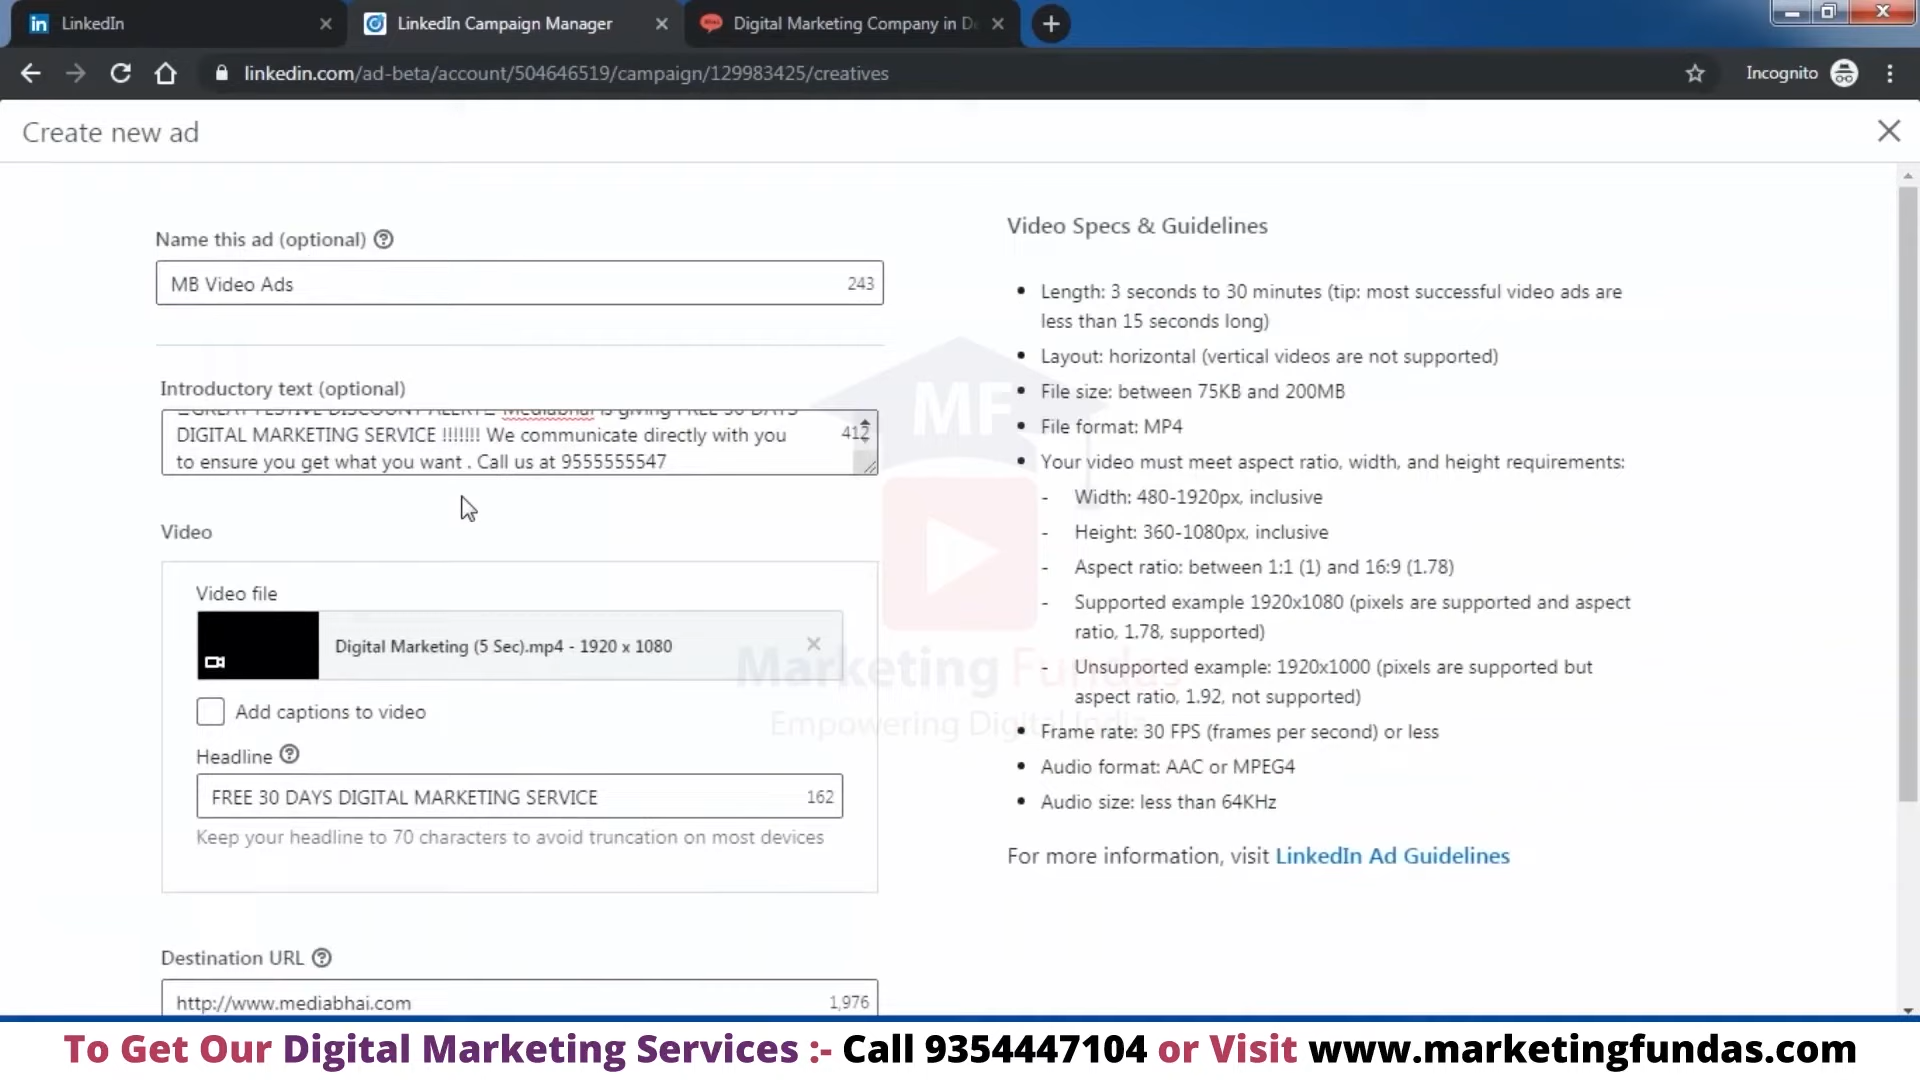 LinkedIn
LinkedIn Campaign Manager
Digital Marketing Company in De
linkedin.com/ad-beta/account/504646519/campaign/129983425/creatives
Incognito
Create new ad
Name this ad (optional)
MB Video Ads
243
Introductory text (optional)
GREAT FESTIVE DISCOUNT ALERT Mediabhai is giving FREE 30 DAYS
DIGITAL MARKETING SERVICE !!!!!!! We communicate directly with you
to ensure you get what you want . Call us at 9555555547
412
Video
Video file
Digital Marketing (5 Sec).mp4 - 1920 x 1080
Add captions to video
Headline
FREE 30 DAYS DIGITAL MARKETING SERVICE
162
Keep your headline to 70 characters to avoid truncation on most devices
Destination URL
http://www.mediabhai.com
1,976
Video Specs & Guidelines
Length: 3 seconds to 30 minutes (tip: most successful video ads are
less than 15 seconds long)
Layout: horizontal (vertical videos are not supported)
File size: between 75KB and 200MB
File format: MP4
Your video must meet aspect ratio, width, and height requirements:
- Width: 480-1920px, inclusive
- Height: 360-1080px, inclusive
- Aspect ratio: between 1:1 (1) and 16:9 (1.78)
- Supported example 1920x1080 (pixels are supported and aspect
ratio, 1.78, supported)
- Unsupported example: 1920x1000 (pixels are supported but
aspect ratio, 1.92, not supported)
Frame rate: 30 FPS (frames per second) or less
Audio format: AAC or MPEG4
Audio size: less than 64KHz
For more information, visit LinkedIn Ad Guidelines
MF
Marketing Fundas
Empowering Digital India
To Get Our Digital Marketing Services :- Call 9354447104 or Visit www.marketingfundas.com